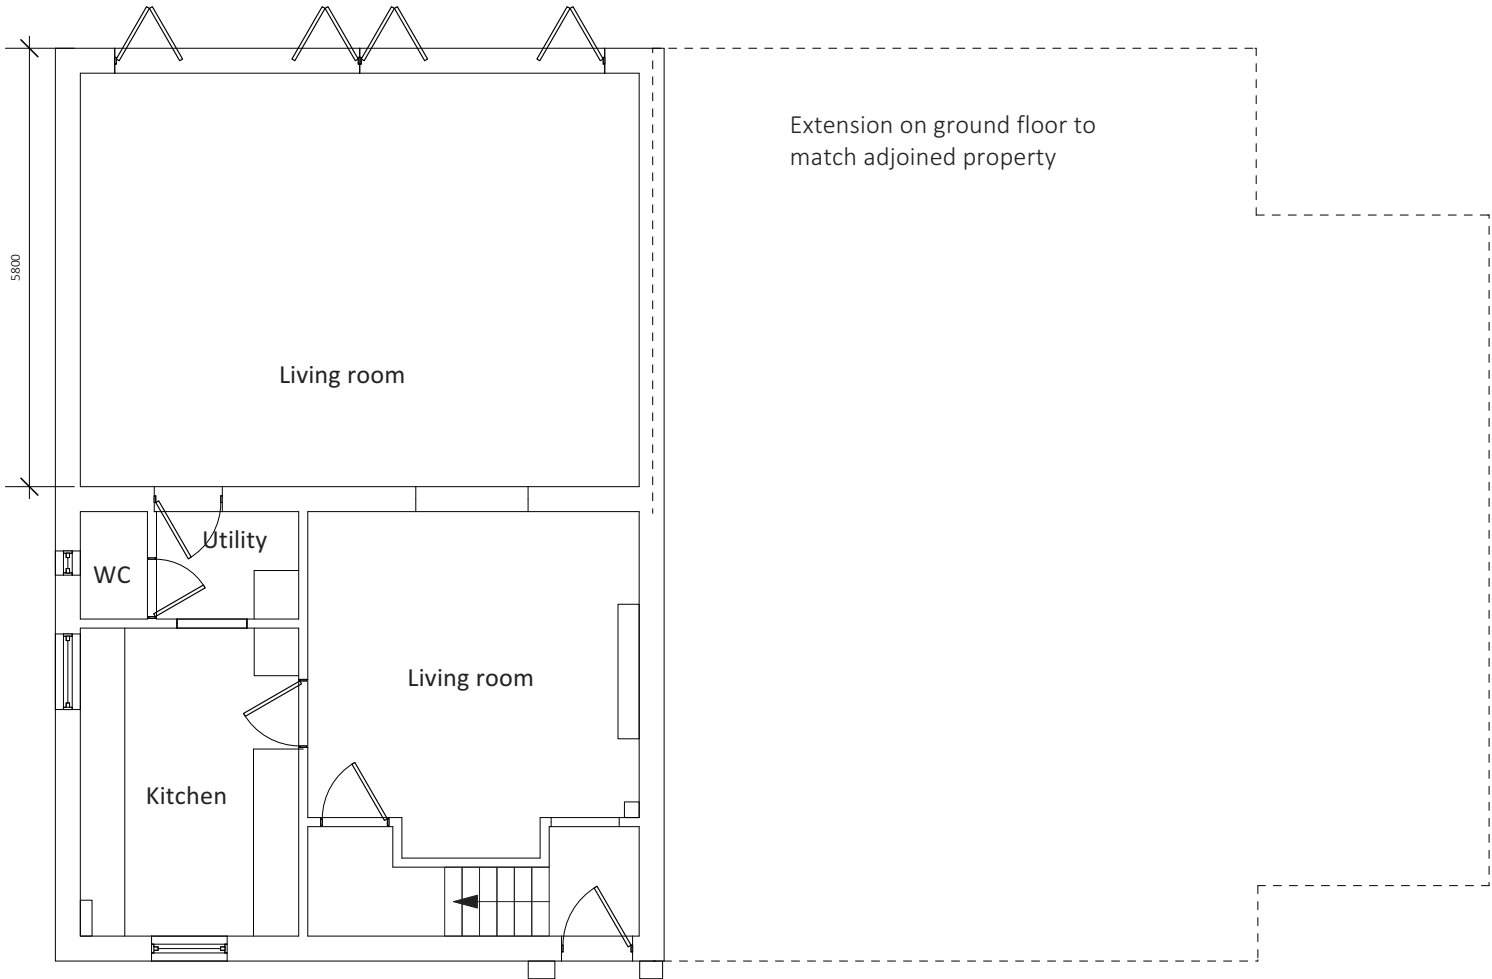 Extension on ground floor to
match adjoined property
5800
Living room
Utility
WC
Living room
Kitchen